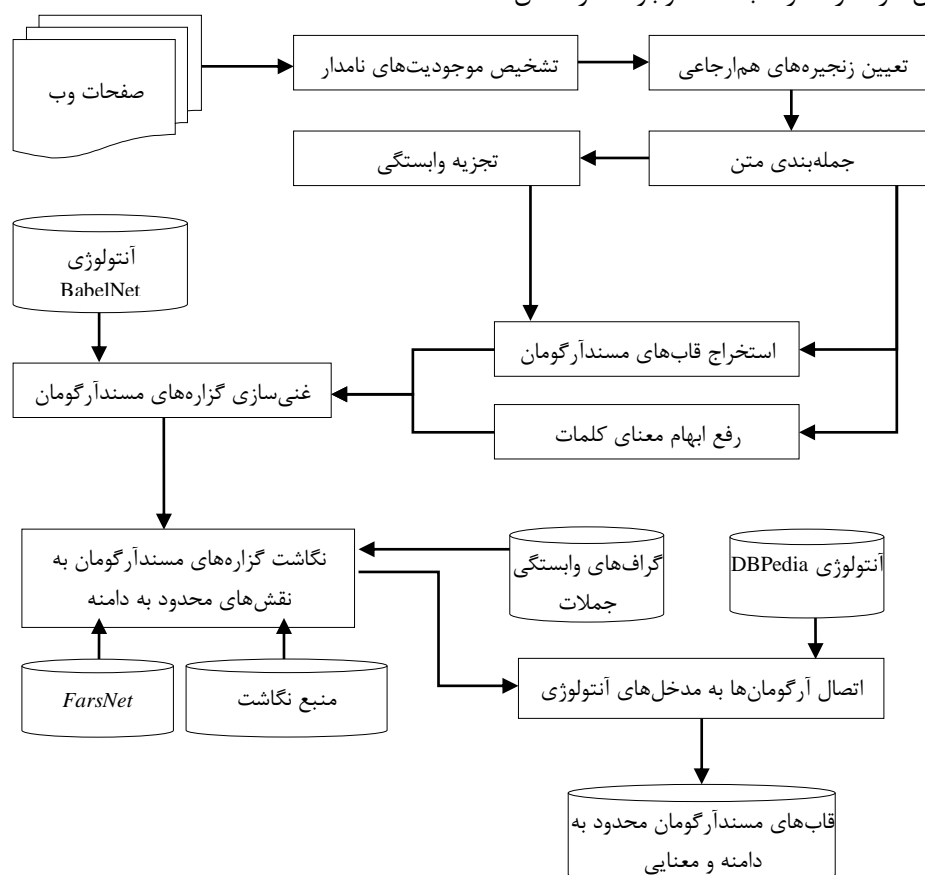 صفحات وب
تشخیص موجودیت‌های نامدار
تعیین زنجیره‌های هم‌ارجاعی
جمله‌بندی متن
تجزیه وابستگی
آنتولوژی
BabelNet
استخراج قاب‌های مسندآرگومان
غنی‌سازی گزاره‌های مسندآرگومان
رفع ابهام معنای کلمات
نگاشت گزاره‌های مسندآرگومان به
نقش‌های محدود به دامنه
گراف‌های وابستگی
جملات
آنتولوژی DBPedia
FarsNet
منبع نگاشت
اتصال آرگومان‌ها به مدخل‌های آنتولوژی
قاب‌های مسندآرگومان محدود به
دامنه و معنایی